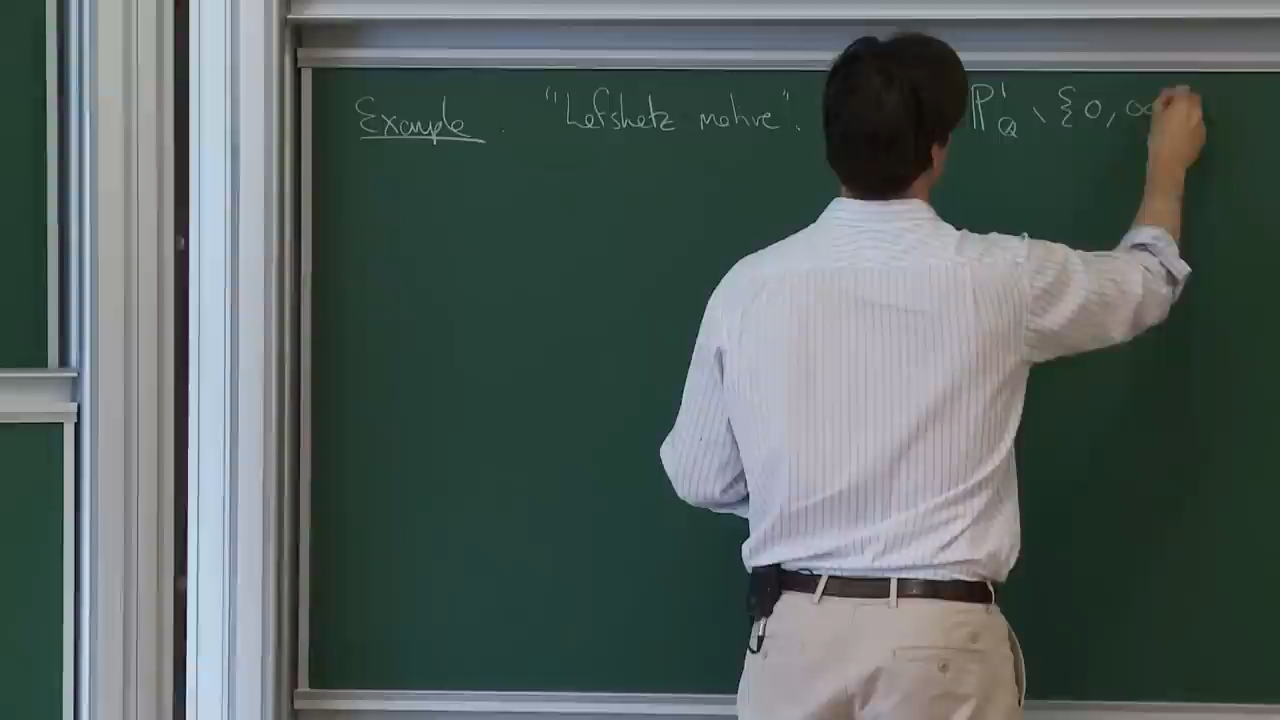 Example. "Lefshetz motive". ℙ¹_ℚ \ {0, ∞